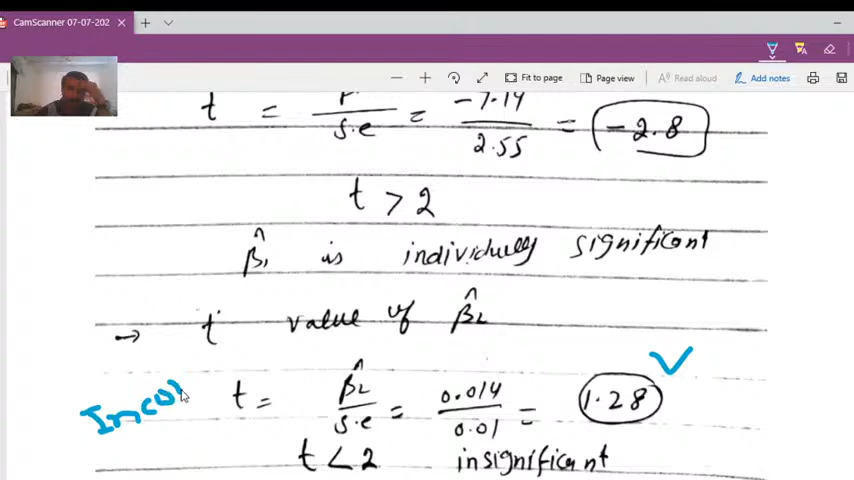 CamScanner 07-07-202
Fit to page
Page view
Read aloud
Add notes
t = / s.e = -7.14 / 2.55 = -2.8
t > 2
β̂1 is individually significant
→ t value of β̂2
Inco
t = β̂2 / s.e = 0.014 / 0.01 = 1.28
t < 2 insignificant